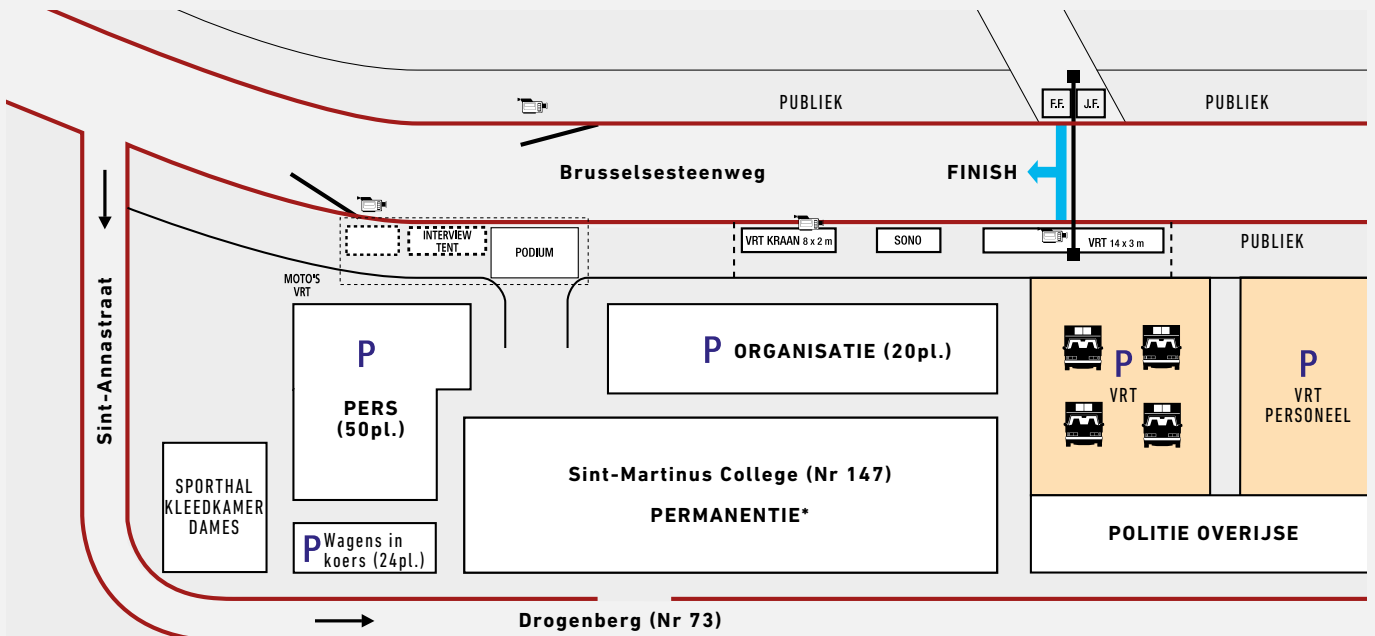 PUBLIEK
F.F.
J.F.
PUBLIEK
Brusselsesteenweg
FINISH
INTERVIEW
TENT
PODIUM
VRT KRAAN 8 x 2 m
SONO
VRT 14 x 3 m
PUBLIEK
MOTO'S
VRT
Sint-Annastraat
P
PERS
(50pl.)
P ORGANISATIE (20pl.)
P
VRT
P
VRT
PERSONEEL
SPORTHAL
KLEEDKAMER
DAMES
P Wagens in
koers (24pl.)
Sint-Martinus College (Nr 147)
PERMANENTIE*
POLITIE OVERIJSE
Drogenberg (Nr 73)